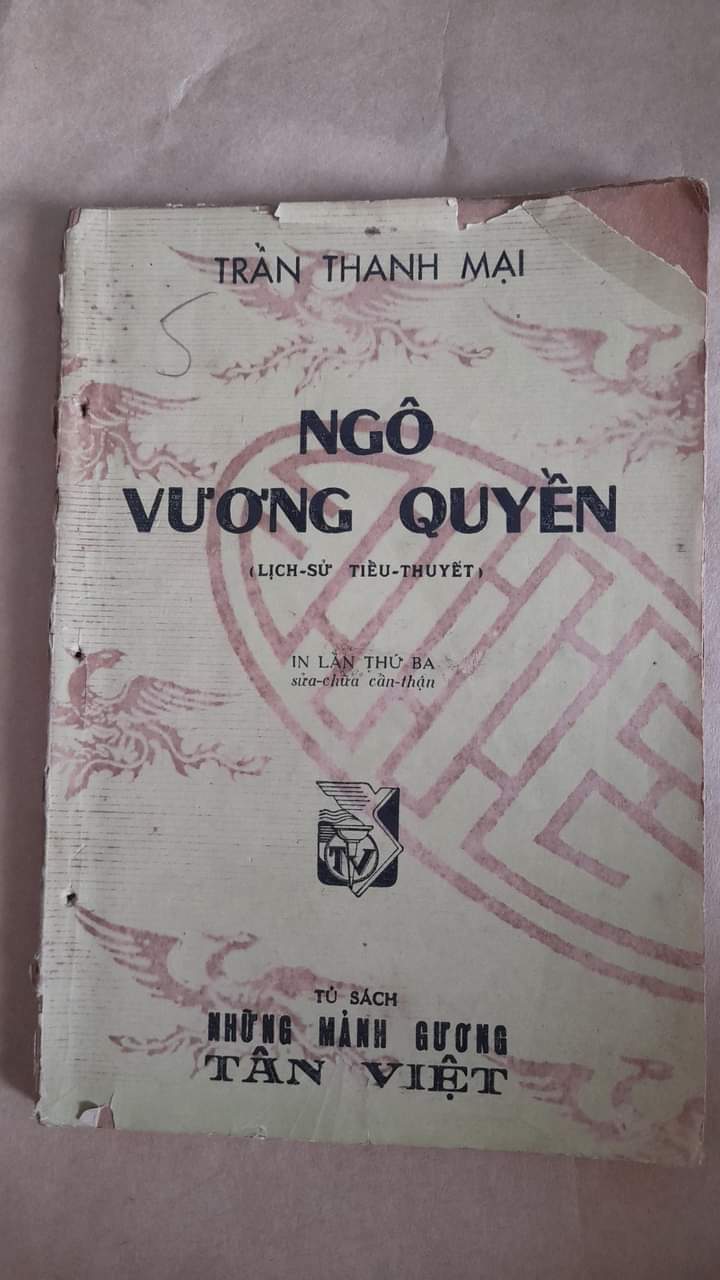 TRẦN THANH MẠI
5
NGÔ
VƯƠNG QUYỀN
(LỊCH-SỬ TIỂU-THUYẾT)
IN LẦN THỨ BA
sửa-chữa cẩn-thận
TV
TỦ SÁCH
NHỮNG MẢNH GƯƠNG
TÂN VIỆT